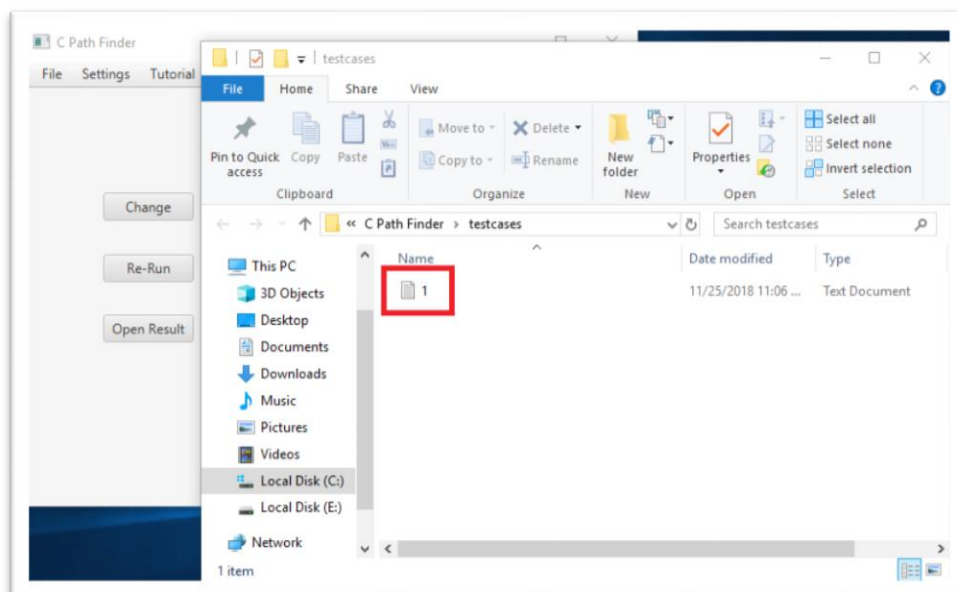 C Path Finder
File Settings Tutorial
testcases
File Home Share View
Pin to Quick access
Copy
Paste
Move to
Copy to
Delete
Rename
New folder
Properties
Select all
Select none
Invert selection
Clipboard Organize New Open Select
« C Path Finder > testcases
Search testcases
Change
Re-Run
Open Result
This PC
3D Objects
Desktop
Documents
Downloads
Music
Pictures
Videos
Local Disk (C:)
Local Disk (E:)
Network
Name Date modified Type
1 11/25/2018 11:06 ... Text Document
1 item